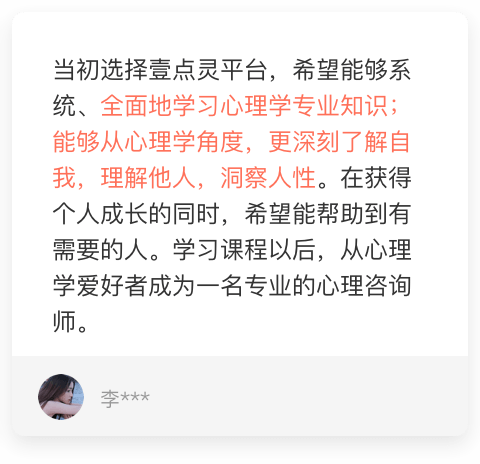 当初选择壹点灵平台，希望能够系
统、全面地学习心理学专业知识；
能够从心理学角度，更深刻了解自
我，理解他人，洞察人性。在获得
个人成长的同时，希望能帮助到有
需要的人。学习课程以后，从心理
学爱好者成为一名专业的心理咨询
师。
李***